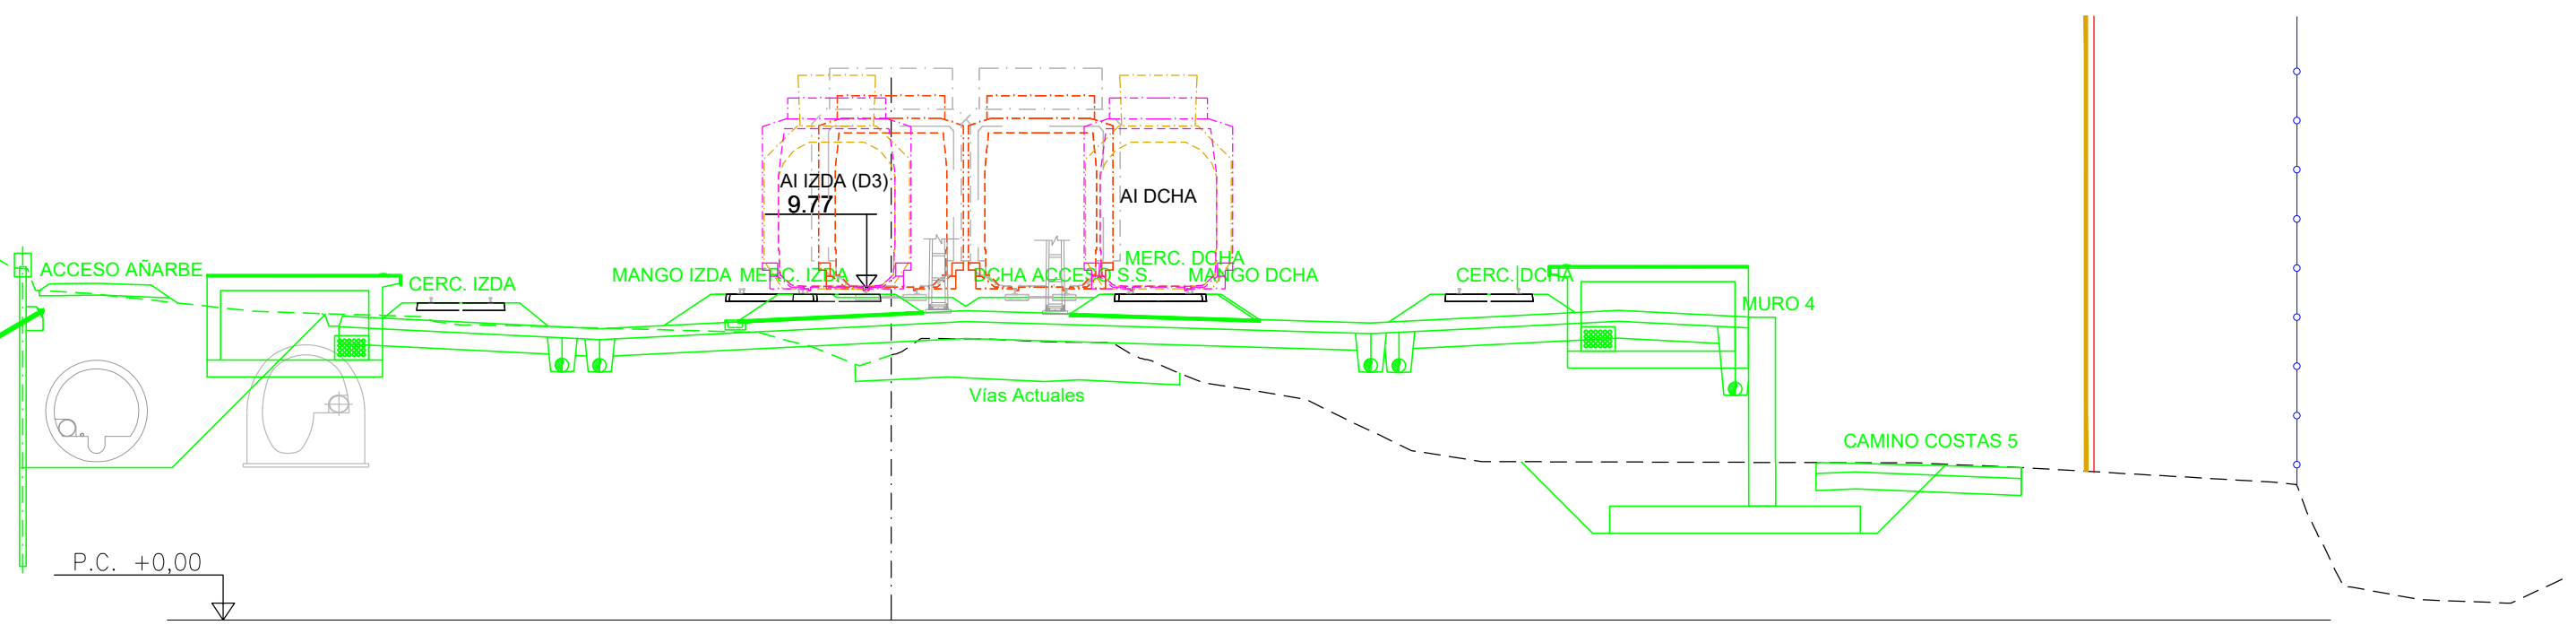 AI IZDA (D3)
9.77
AI DCHA
ACCESO AÑARBE
CERC. IZDA
MANGO IZDA
MERC. IZDA
DCHA ACCESO S.S.
MERC. DCHA
MANGO DCHA
CERC. DCHA
MURO 4
Vías Actuales
CAMINO COSTAS 5
P.C. +0,00